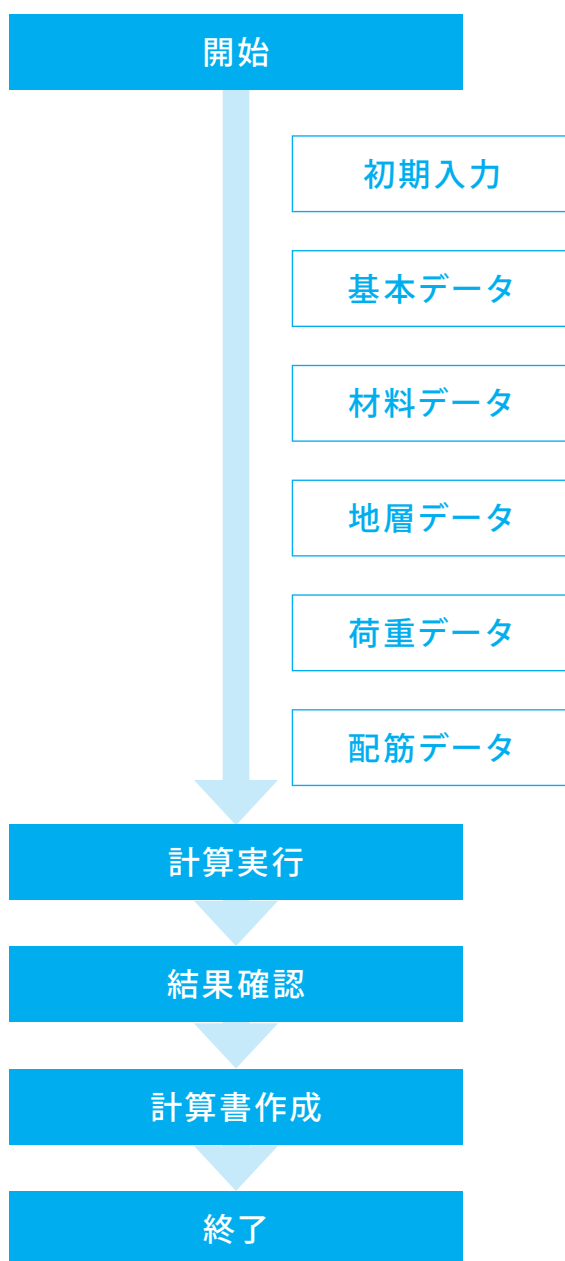 開始
初期入力
基本データ
材料データ
地層データ
荷重データ
配筋データ
計算実行
結果確認
計算書作成
終了